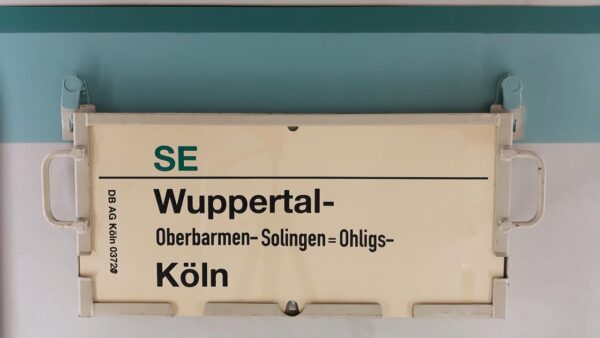 SE
Wuppertal-
Oberbarmen-Solingen=Ohligs-
Köln
DB AG Köln 0372